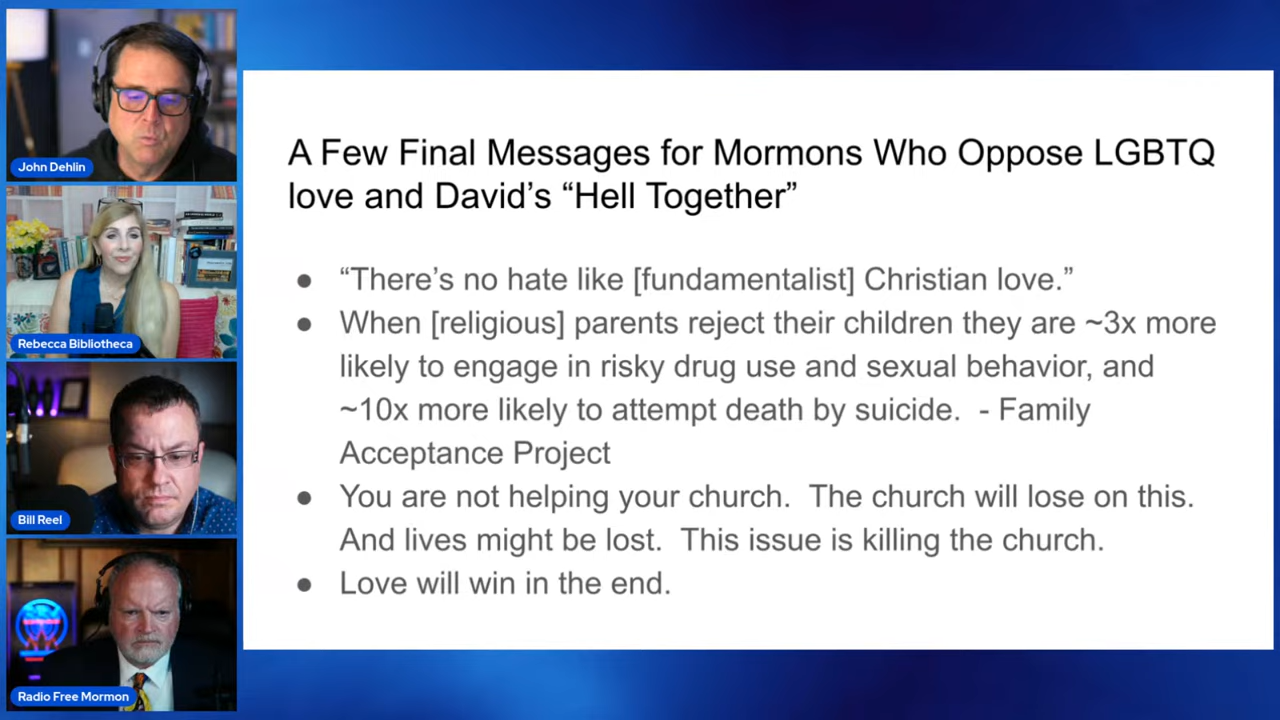 John Dehlin
Rebecca Bibliotheca
Bill Reel
Radio Free Mormon
A Few Final Messages for Mormons Who Oppose LGBTQ
love and David’s “Hell Together”
● “There’s no hate like [fundamentalist] Christian love.”
● When [religious] parents reject their children they are ~3x more
likely to engage in risky drug use and sexual behavior, and
~10x more likely to attempt death by suicide.  - Family
Acceptance Project
● You are not helping your church.  The church will lose on this.
And lives might be lost.  This issue is killing the church.
● Love will win in the end.